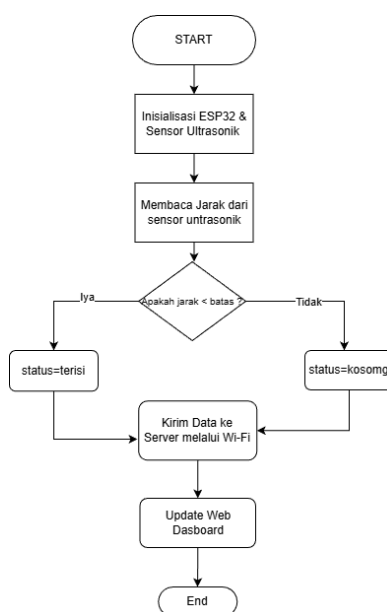 START
Inisialisasi ESP32 &
Sensor Ultrasonik
Membaca Jarak dari
sensor untrasonik
Iya
Apakah jarak < batas ?
Tidak
status=terisi
status=kosomg
Kirim Data ke
Server melalui Wi-Fi
Update Web
Dasboard
End